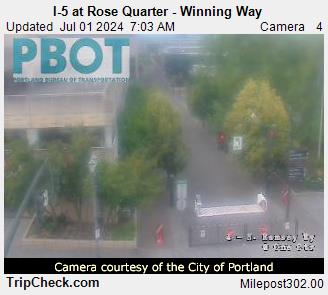 I-5 at Rose Quarter - Winning Way
Updated Jul 01 2024 7:03 AM Camera 4
PBOT
PORTLAND BUREAU OF TRANSPORTATION
Camera courtesy of the City of Portland
TripCheck.com Milepost302.00